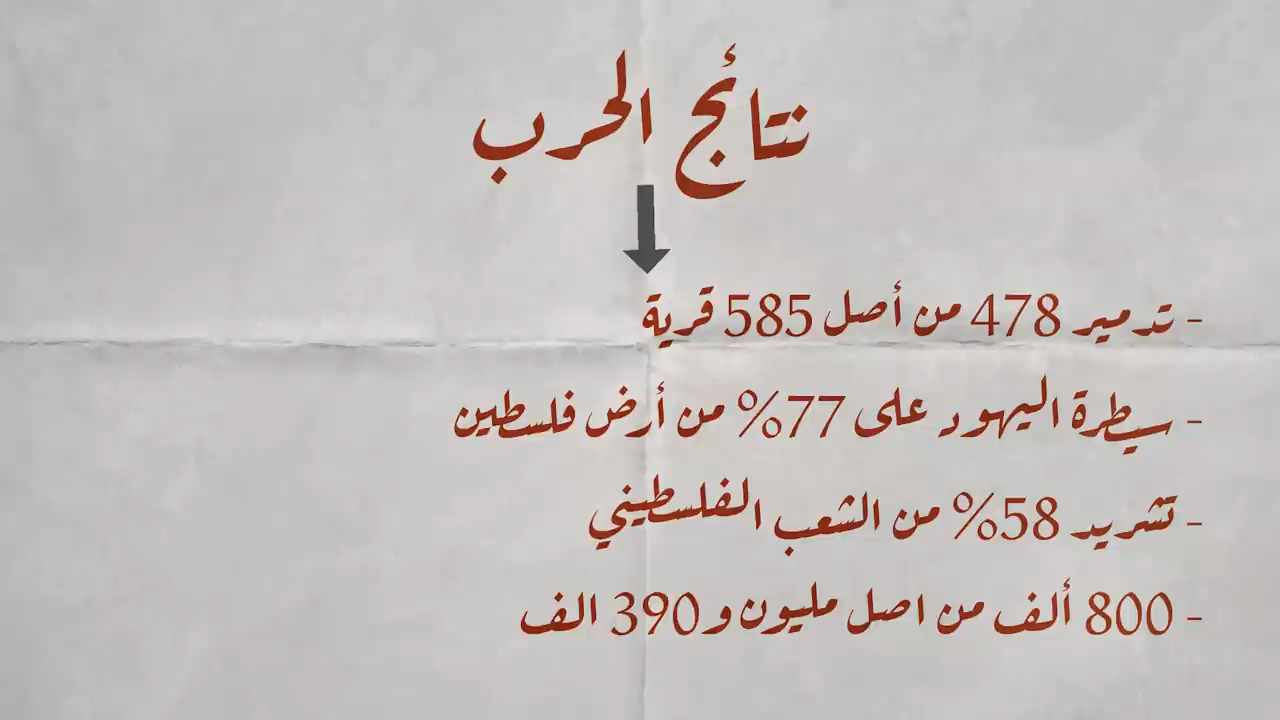 نتائج الحرب
- تدمير 478 من أصل 585 قرية
- سيطرة اليهود على 77% من أرض فلسطين
- تشريد 58% من الشعب الفلسطيني
- 800 ألف من اصل مليون و 390 الف